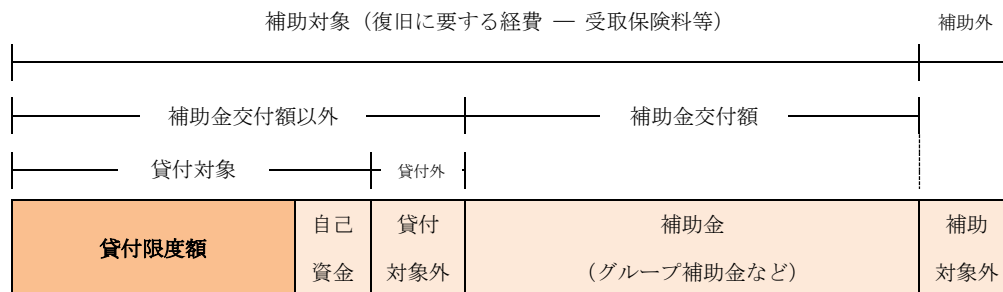 補助対象（復旧に要する経費 ― 受取保険料等）
補助外
補助金交付額以外
補助金交付額
貸付対象
貸付外
貸付限度額
自己
資金
貸付
対象外
補助金
（グループ補助金など）
補助
対象外